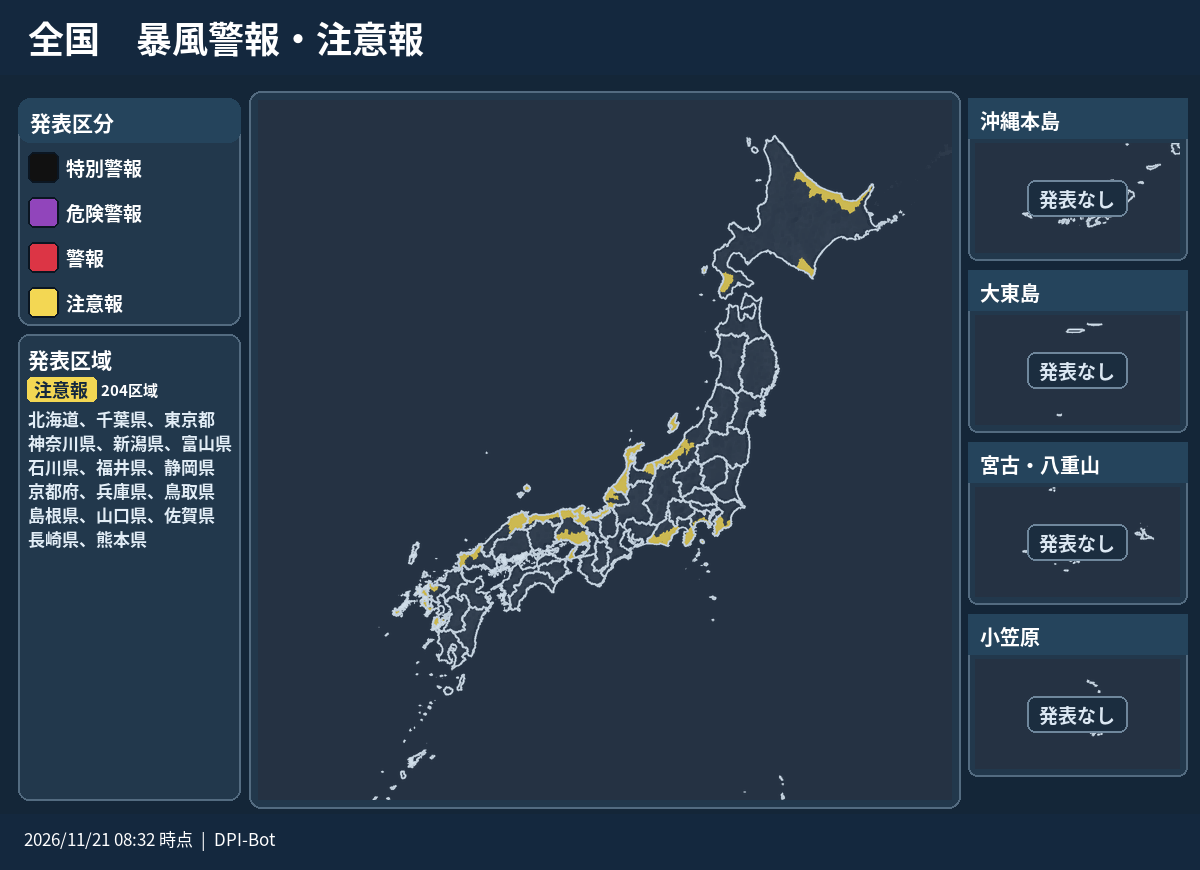 全国　暴風警報・注意報
発表区分
特別警報
危険警報
警報
注意報
発表区域
注意報 204区域
北海道、千葉県、東京都
神奈川県、新潟県、富山県
石川県、福井県、静岡県
京都府、兵庫県、鳥取県
島根県、山口県、佐賀県
長崎県、熊本県
沖縄本島
発表なし
大東島
発表なし
宮古・八重山
発表なし
小笠原
発表なし
2026/11/21 08:32 時点 | DPI-Bot